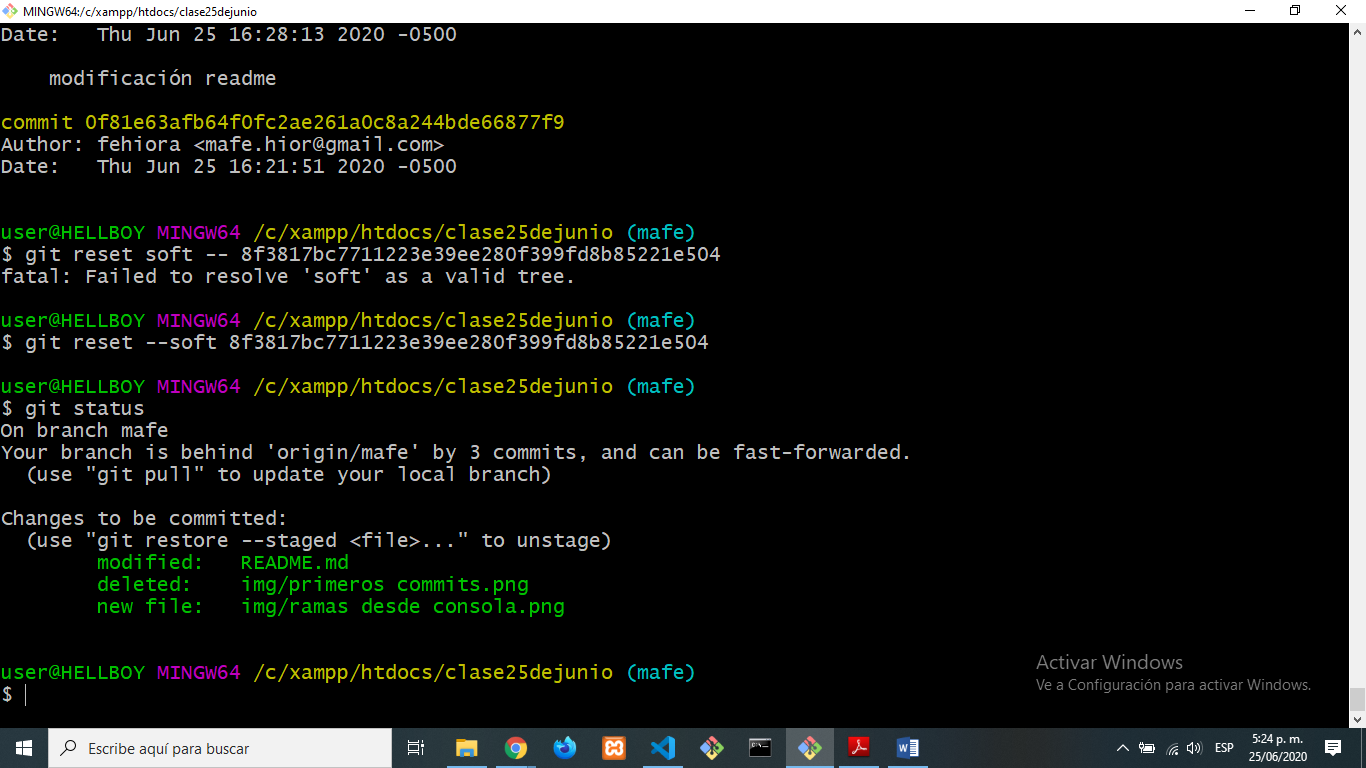 MINGW64:/c/xampp/htdocs/clase25dejunio
Date:   Thu Jun 25 16:28:13 2020 -0500
    modificación readme
commit 0f81e63afb64f0fc2ae261a0c8a244bde66877f9
Author: fehiora <mafe.hior@gmail.com>
Date:   Thu Jun 25 16:21:51 2020 -0500
user@HELLBOY MINGW64 /c/xampp/htdocs/clase25dejunio (mafe)
$ git reset soft -- 8f3817bc7711223e39ee280f399fd8b85221e504
fatal: Failed to resolve 'soft' as a valid tree.
user@HELLBOY MINGW64 /c/xampp/htdocs/clase25dejunio (mafe)
$ git reset --soft 8f3817bc7711223e39ee280f399fd8b85221e504
user@HELLBOY MINGW64 /c/xampp/htdocs/clase25dejunio (mafe)
$ git status
On branch mafe
Your branch is behind 'origin/mafe' by 3 commits, and can be fast-forwarded.
  (use "git pull" to update your local branch)
Changes to be committed:
  (use "git restore --staged <file>..." to unstage)
        modified:   README.md
        deleted:    img/primeros commits.png
        new file:   img/ramas desde consola.png
user@HELLBOY MINGW64 /c/xampp/htdocs/clase25dejunio (mafe)
$
Activar Windows
Ve a Configuración para activar Windows.
Escribe aquí para buscar
ESP
5:24 p. m.
25/06/2020